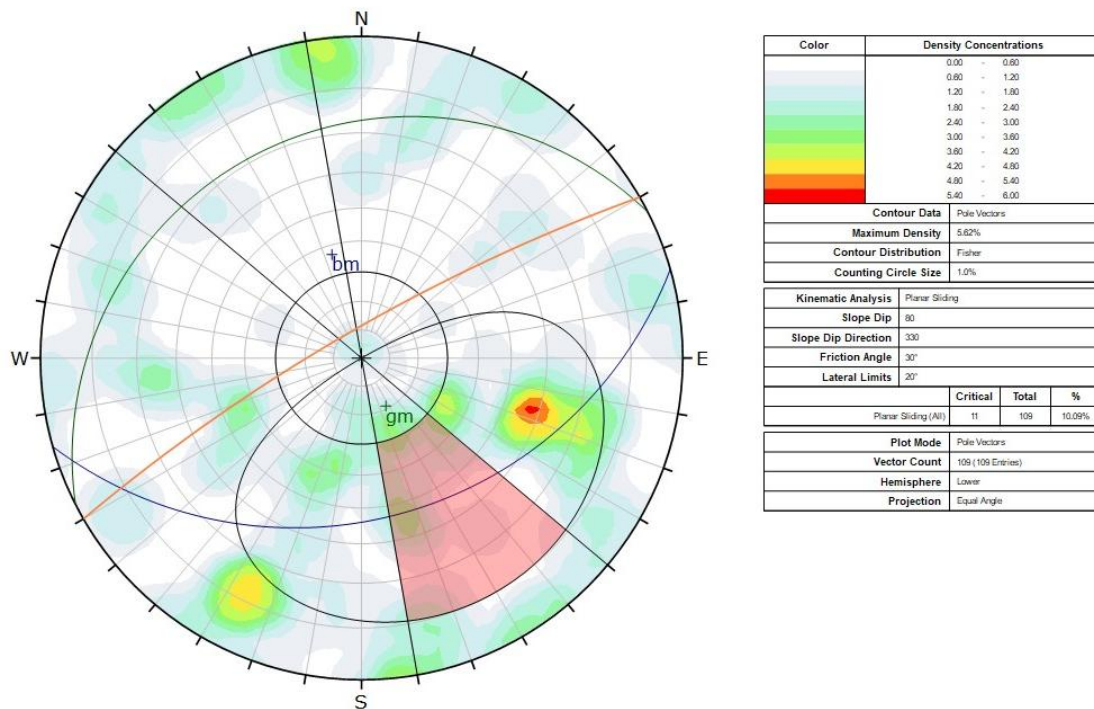 N
W
E
S
bm
gm
Color Density Concentrations
0.00 - 0.60
0.60 - 1.20
1.20 - 1.80
1.80 - 2.40
2.40 - 3.00
3.00 - 3.60
3.60 - 4.20
4.20 - 4.80
4.80 - 5.40
5.40 - 6.00
Contour Data Pole Vectors
Maximum Density 5.62%
Contour Distribution Fisher
Counting Circle Size 1.0%
Kinematic Analysis Planar Sliding
Slope Dip 80
Slope Dip Direction 330
Friction Angle 30°
Lateral Limits 20°
Critical Total %
Planar Sliding (All) 11 109 10.09%
Plot Mode Pole Vectors
Vector Count 109 (109 Entries)
Hemisphere Lower
Projection Equal Angle